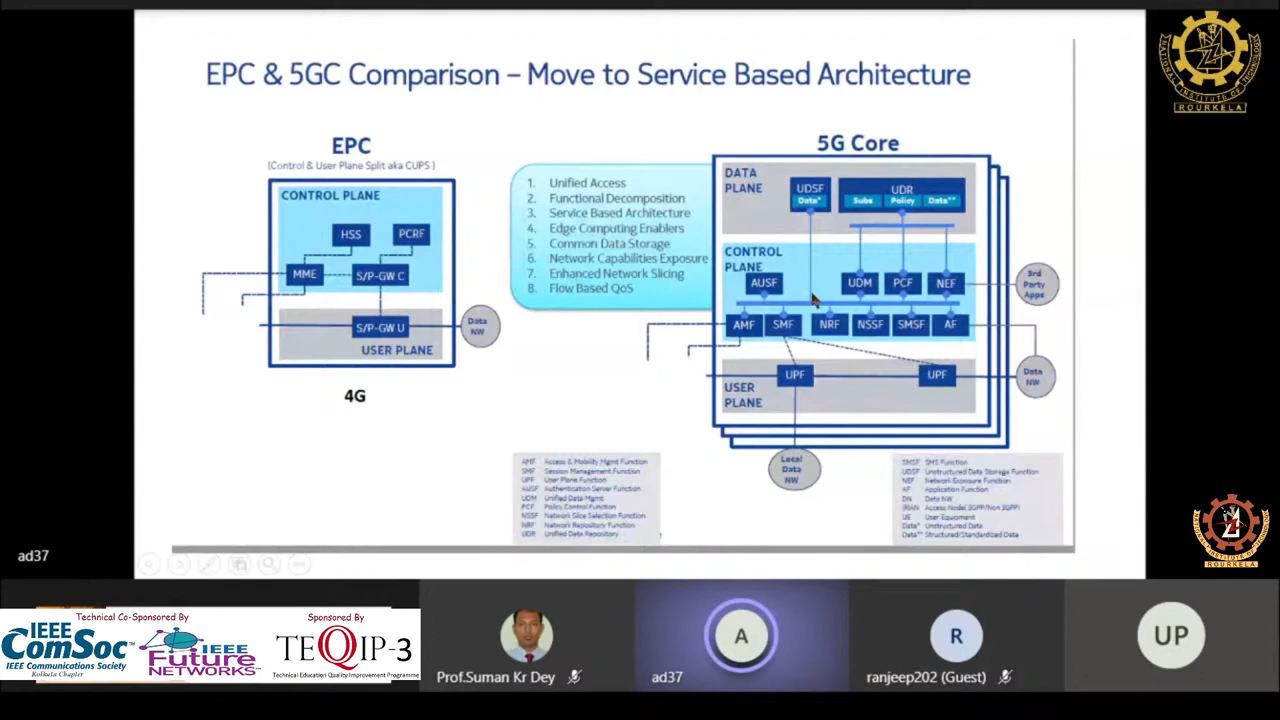 EPC & 5GC Comparison – Move to Service Based Architecture
EPC
(Control & User Plane Split aka CUPS )
CONTROL PLANE
HSS
PCRF
MME
S/P-GW C
S/P-GW U
USER PLANE
Data
NW
4G
1. Unified Access
2. Functional Decomposition
3. Service Based Architecture
4. Edge Computing Enablers
5. Common Data Storage
6. Network Capabilities Exposure
7. Enhanced Network Slicing
8. Flow Based QoS
5G Core
DATA
PLANE
UDSF
Data*
UDR
Subs
Policy
Data**
CONTROL
PLANE
AUSF
UDM
PCF
NEF
3rd
Party
Apps
AMF
SMF
NRF
NSSF
SMSF
AF
UPF
UPF
Data
NW
USER
PLANE
Local
Data
NW
AMF Access & Mobility Mgmt Function
SMF Session Management Function
UPF User Plane Function
AUSF Authentication Server Function
UDM Unified Data Mgmt
PCF Policy Control Function
NSSF Network Slice Selection Function
NRF Network Repository Function
UDR Unified Data Repository
SMSF SMS Function
UDSF Unstructured Data Storage Function
NEF Network Exposure Function
AF Application Function
DN Data NW
(R)AN Access Node( 3GPP/Non 3GPP)
UE User Equipment
Data* Unstructured Data
Data** Structured/Standardized Data
NATIONAL INSTITUTE OF TECHNOLOGY
ROURKELA
ROURKELA
ad37
Technical Co-Sponsored By
IEEE
ComSoc™
IEEE Communications Society
Kolkata Chapter
IEEE
Future
NETWORKS™
Sponsored By
TEQIP-3
Technical Education Quality Improvement Programme
Prof.Suman Kr Dey
A
ad37
R
ranjeep202 (Guest)
UP